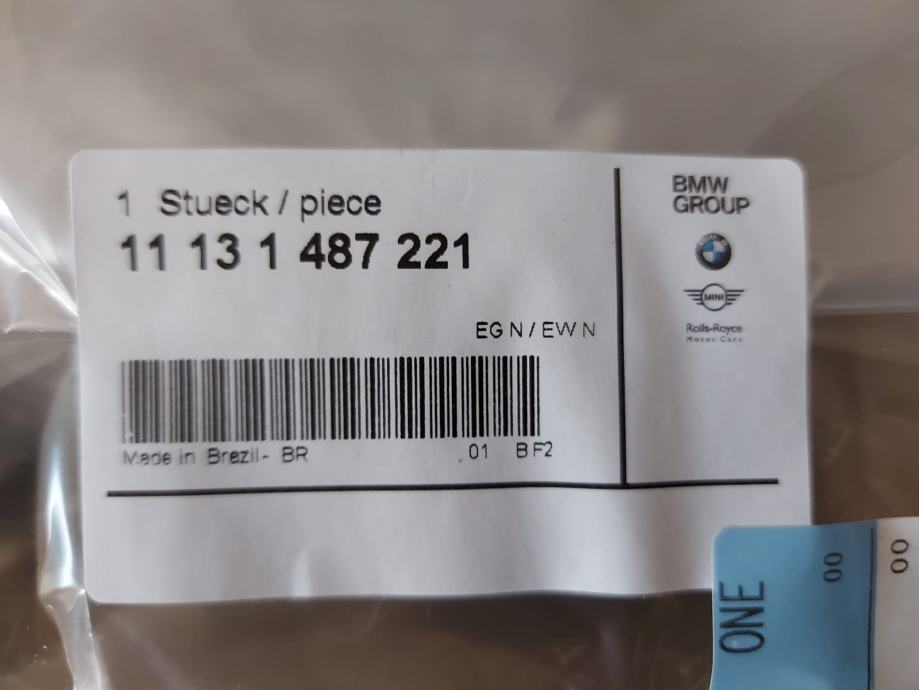 1 Stueck / piece
11 13 1 487 221
EG N / EW N
Made in Brezil- BR
01 BF2
BMW
GROUP
MINI
Rolls-Royce
Motor Cars
ONE
00
00